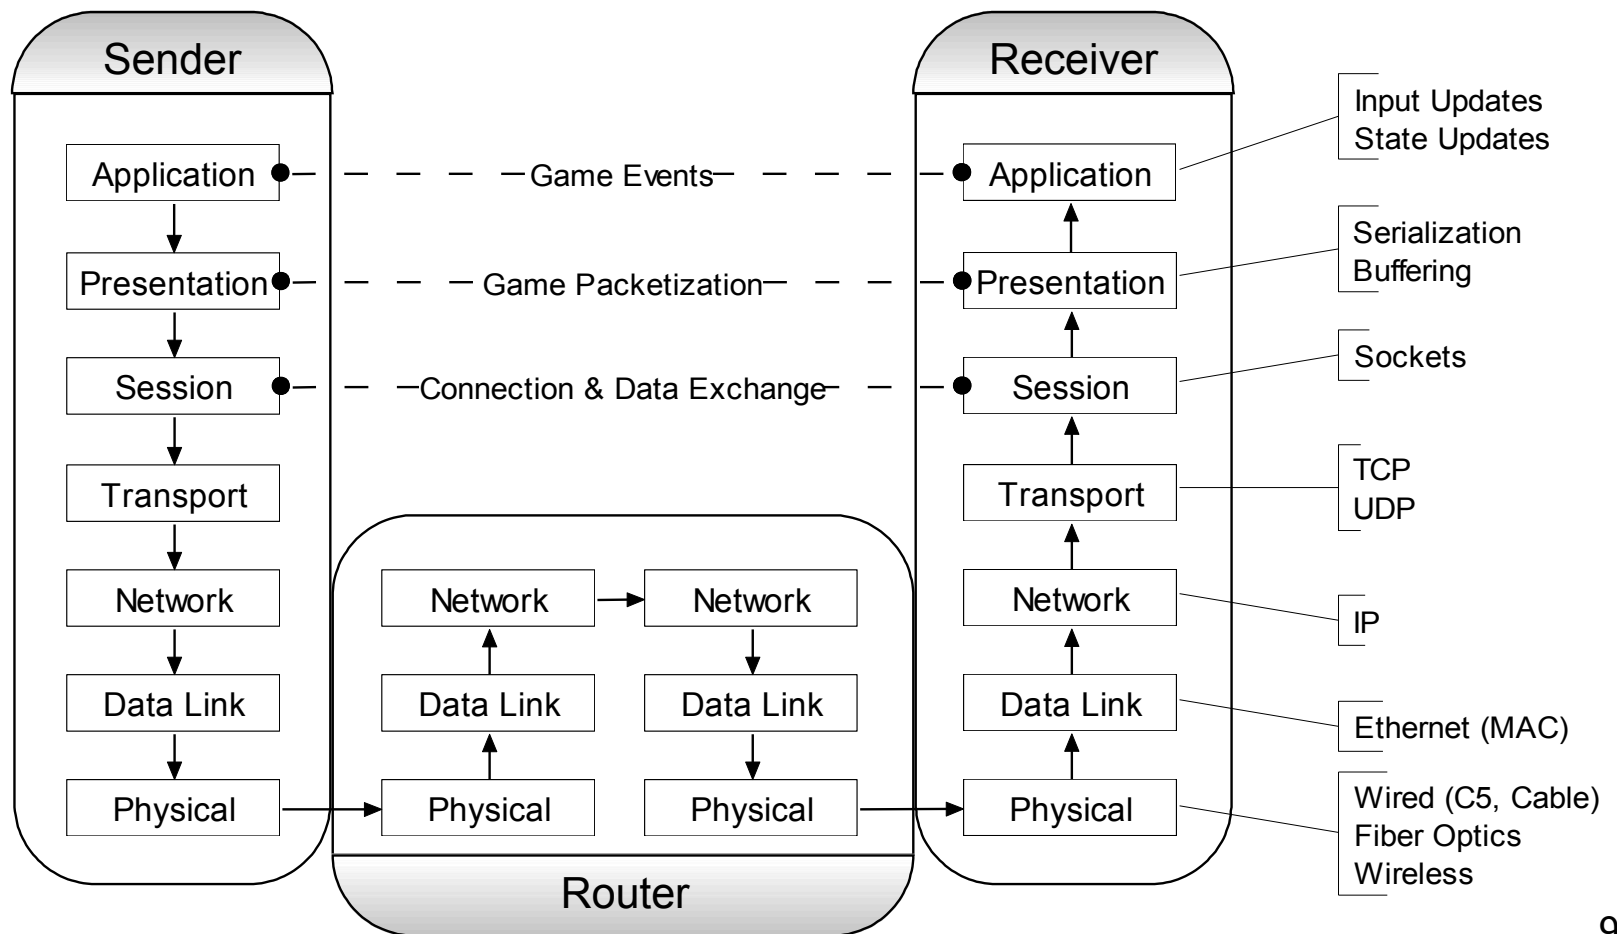 Sender
Receiver
Application
Game Events
Application
Input Updates
State Updates
Presentation
Game Packetization
Presentation
Serialization
Buffering
Session
Connection & Data Exchange
Session
Sockets
Transport
Transport
TCP
UDP
Network
Network
Network
Network
IP
Data Link
Data Link
Data Link
Data Link
Ethernet (MAC)
Physical
Physical
Physical
Physical
Wired (C5, Cable)
Fiber Optics
Wireless
Router
9